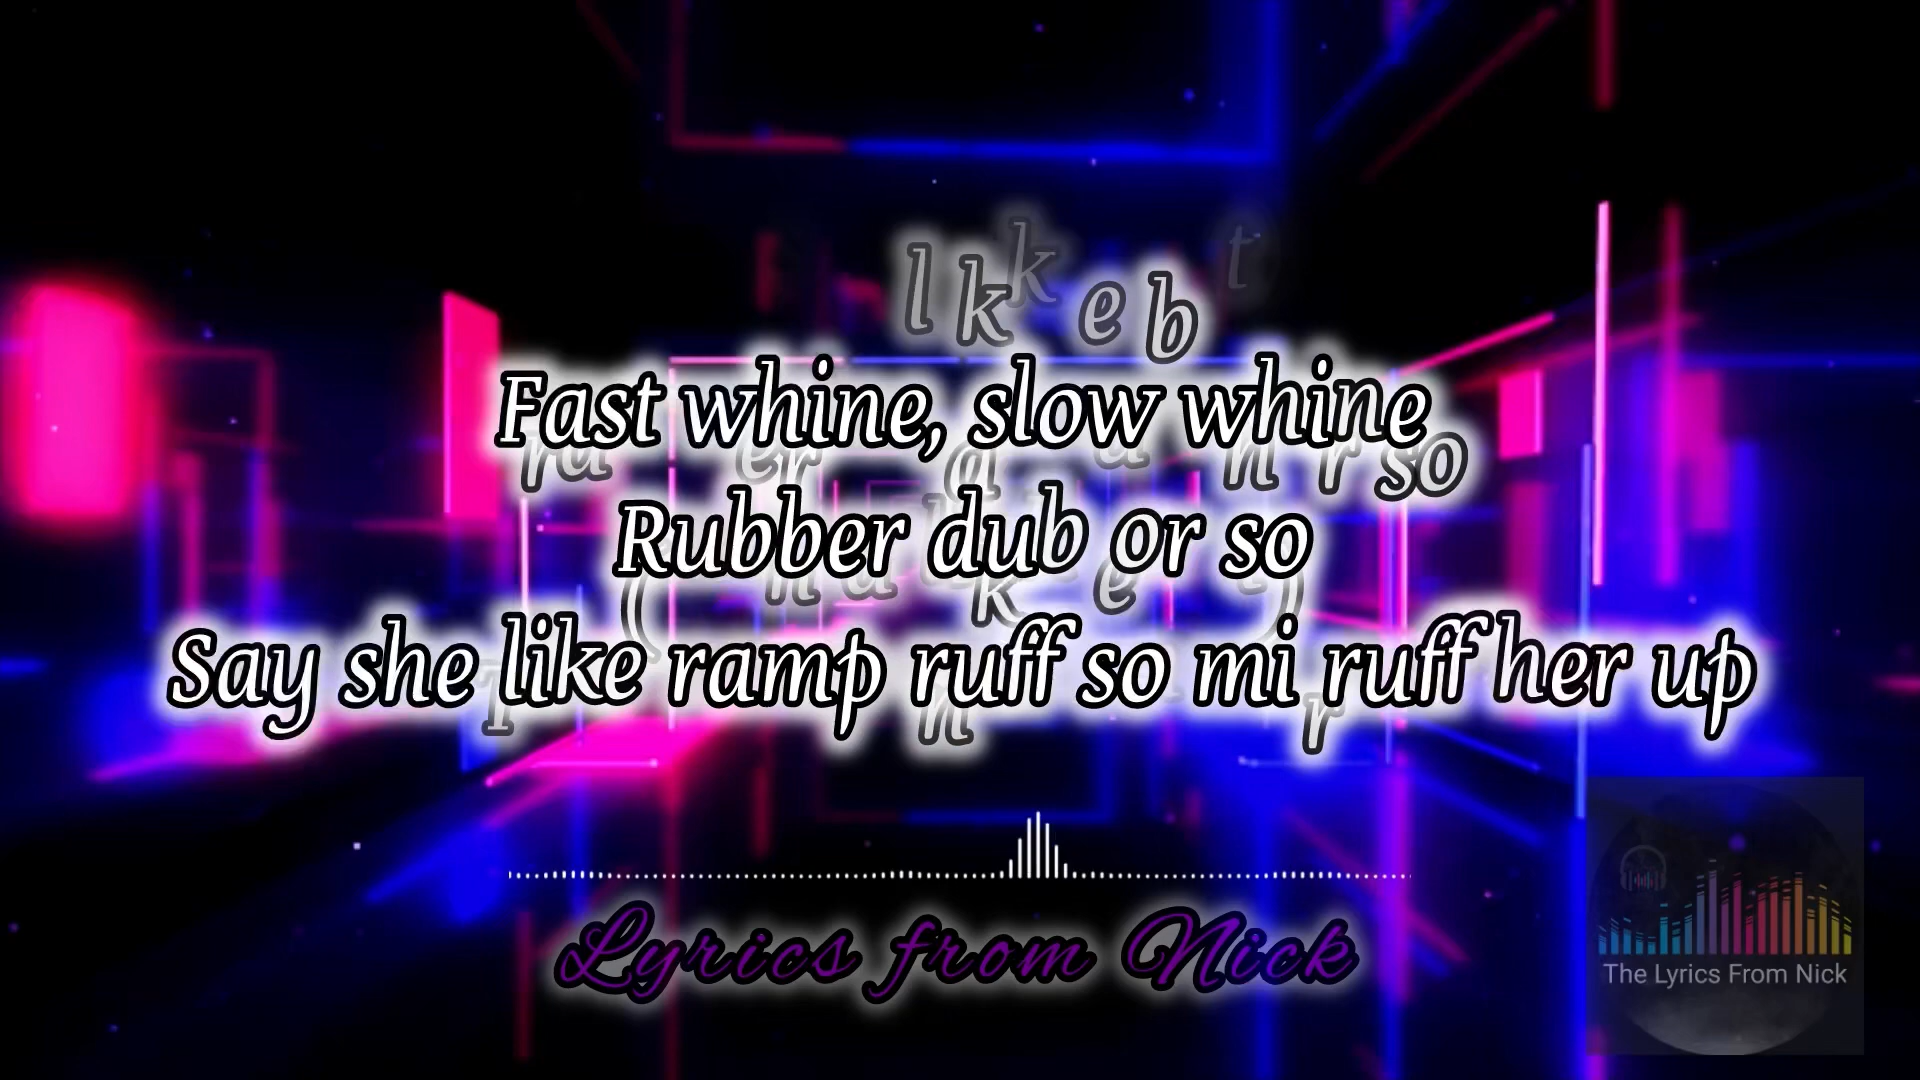 Fast whine, slow whine
Rubber dub or so
Say she like ramp ruff so mi ruff her up
Lyrics from Nick
The Lyrics From Nick